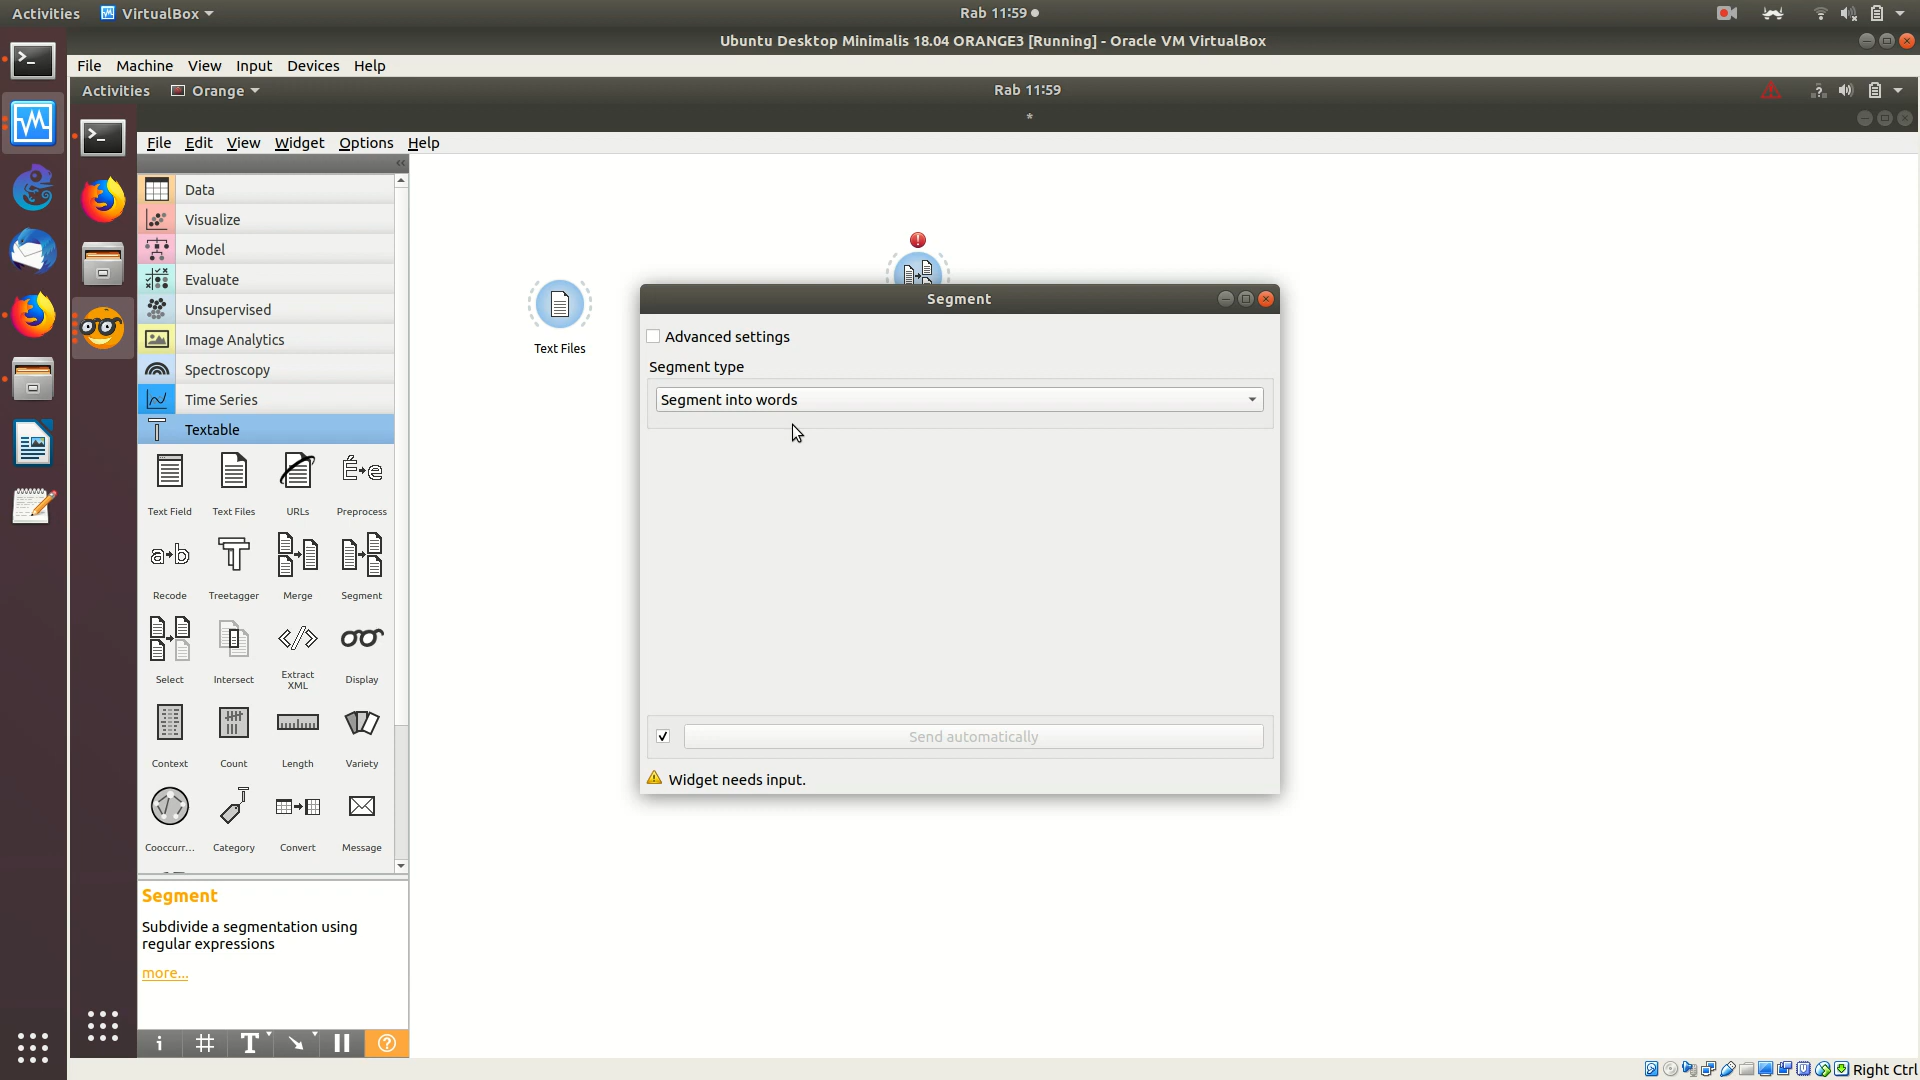 Activities VirtualBox Rab 11:59
Ubuntu Desktop Minimalis 18.04 ORANGE3 [Running] - Oracle VM VirtualBox
File Machine View Input Devices Help
Activities Orange Rab 11:59
*
File Edit View Widget Options Help
Data
Visualize
Model
Evaluate
Unsupervised
Image Analytics
Spectroscopy
Time Series
Textable
Text Field Text Files URLs Preprocess
Recode Treetagger Merge Segment
Select Intersect Extract XML Display
Context Count Length Variety
Cooccurr... Category Convert Message
Segment
Subdivide a segmentation using
regular expressions
more...
Text Files
Segment
Advanced settings
Segment type
Segment into words
Send automatically
Widget needs input.
Right Ctrl